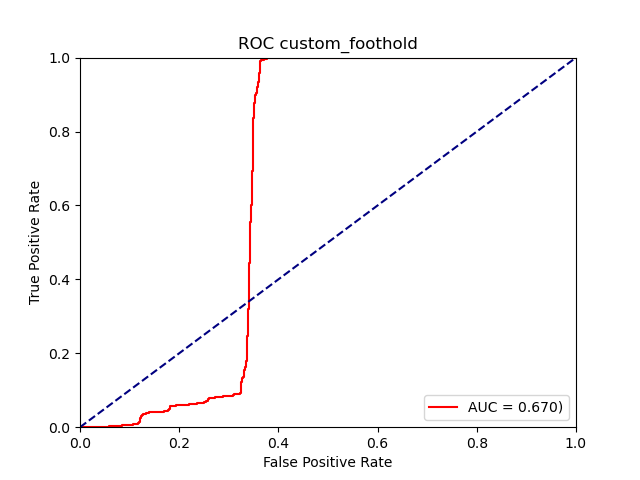 ROC custom_foothold
1.0
0.8
0.6
0.4
0.2
0.0
True Positive Rate
AUC = 0.670)
0.0 0.2 0.4 0.6 0.8 1.0
False Positive Rate